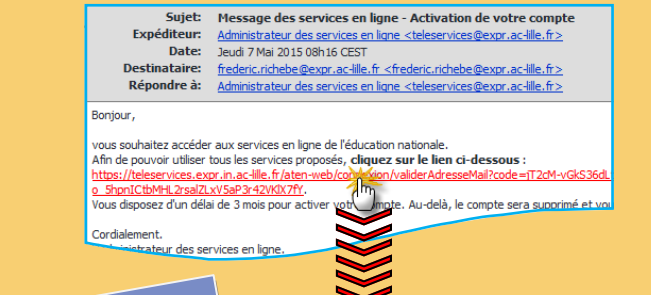 Sujet: Message des services en ligne - Activation de votre compte
Expéditeur: Administrateur des services en ligne <teleservices@expr.ac-lille.fr>
Date: Jeudi 7 Mai 2015 08h16 CEST
Destinataire: frederic.richebe@expr.ac-lille.fr <frederic.richebe@expr.ac-lille.fr>
Répondre à: Administrateur des services en ligne <teleservices@expr.ac-lille.fr>
Bonjour,
vous souhaitez accéder aux services en ligne de l'éducation nationale.
Afin de pouvoir utiliser tous les services proposés, cliquez sur le lien ci-dessous :
https://teleservices.expr.in.ac-lille.fr/aten-web/connexion/validerAdresseMail?code=jT2cM-vGkS36dL
o_5hpnICtbMHL2rsalZLxV5aP3r42VKlX7fY.
Vous disposez d'un délai de 3 mois pour activer votre compte. Au-delà, le compte sera supprimé et
Cordialement.
des services en ligne.